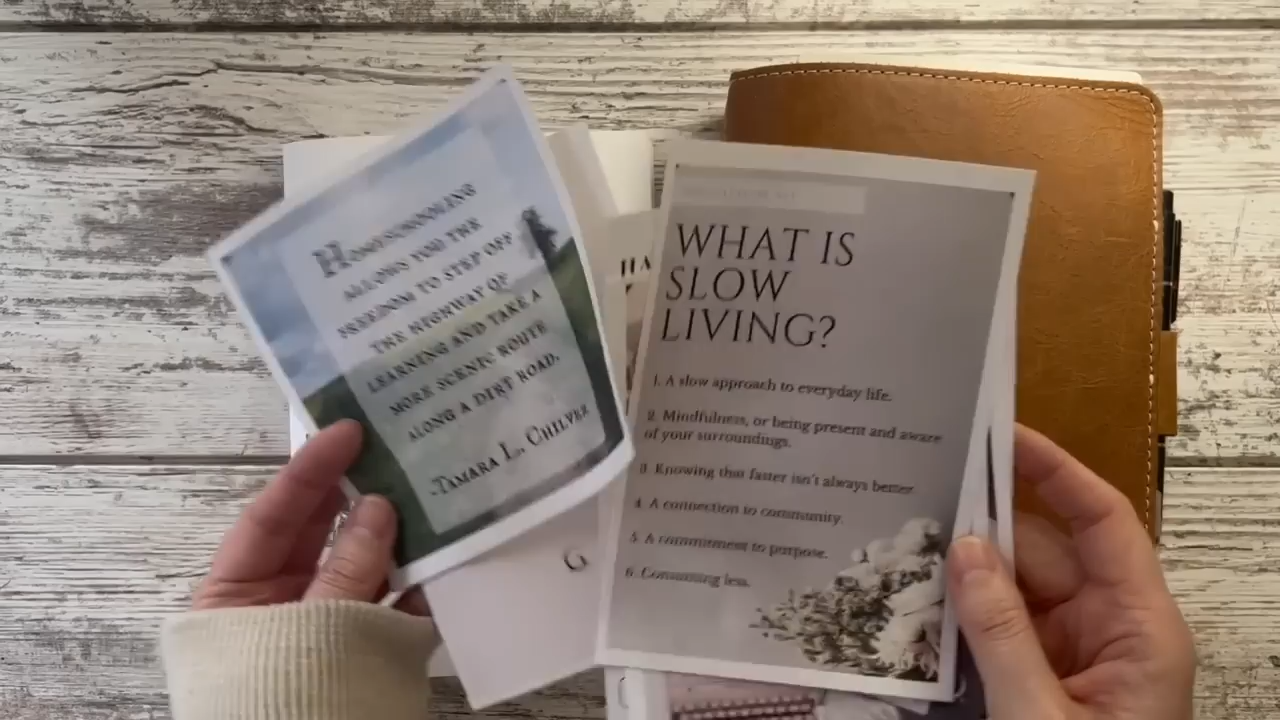 HOMESCHOOLING
ALLOWS YOU THE
FREEDOM TO STEP OFF
THE HIGHWAY OF
LEARNING AND TAKE A
MORE SCENIC ROUTE
ALONG A DIRT ROAD.
-TAMARA L. CHILVER
WHAT IS
SLOW
LIVING?
1. A slow approach to everyday life.
2. Mindfulness, or being present and aware
of your surroundings.
3. Knowing that faster isn't always better.
4. A connection to community.
5. A commitment to purpose.
6. Consuming less.
G